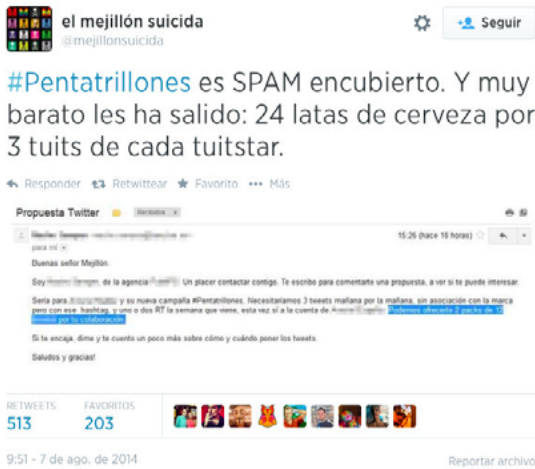 el mejillón suicida
@mejillonsuicida
Seguir
#Pentatrillones es SPAM encubierto. Y muy
barato les ha salido: 24 latas de cerveza por
3 tuits de cada tuitstar.
Responder Retwittear Favorito Más
Propuesta Twitter Recibidos x
15:26 (hace 18 horas)
para mí
Buenas señor Mejillón.
Soy de la agencia Un placer contactar contigo. Te escribo para comentarte una propuesta, a ver si te puede interesar.
Sería para y su nueva campaña #Pentatrillones. Necesitaríamos 3 tweets mañana por la mañana, sin asociación con la marca
pero con ese hashtag, y uno o dos RT la semana que viene, esta vez sí a la cuenta de Podemos ofrecerte 2 packs de 12
por tu colaboración
Si te encaja, dime y te cuento un poco más sobre cómo y cuándo poner los tweets.
Saludos y gracias!
RETWEETS FAVORITOS
513 203
9:51 - 7 de ago. de 2014
Reportar archivo